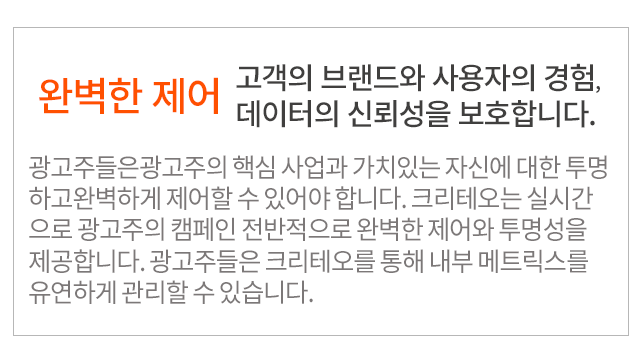 완벽한 제어
고객의 브랜드와 사용자의 경험,
데이터의 신뢰성을 보호합니다.
광고주들은광고주의 핵심 사업과 가치있는 자신에 대한 투명
하고완벽하게 제어할 수 있어야 합니다. 크리테오는 실시간
으로 광고주의 캠페인 전반적으로 완벽한 제어와 투명성을
제공합니다. 광고주들은 크리테오를 통해 내부 메트릭스를
유연하게 관리할 수 있습니다.